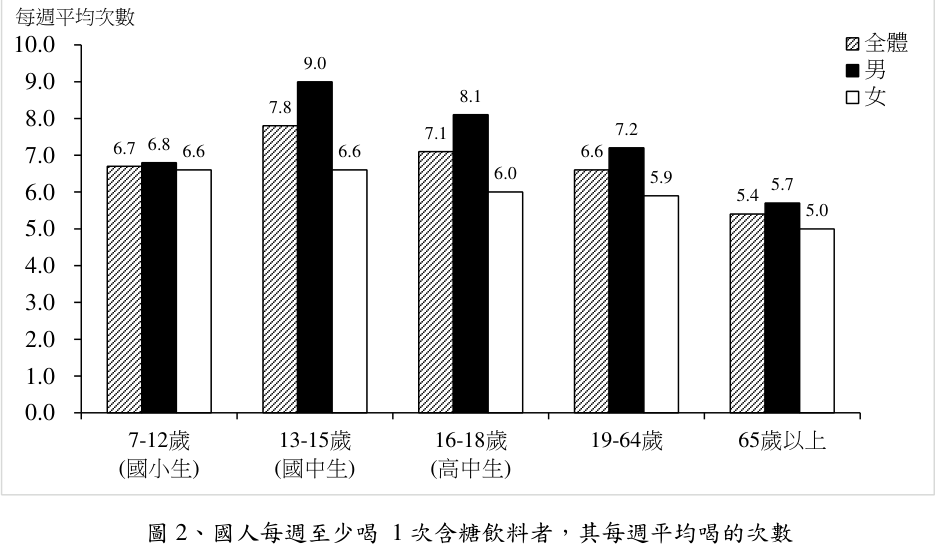 每週平均次數
10.0
9.0
8.0
7.0
6.0
5.0
4.0
3.0
2.0
1.0
0.0
全體
男
女
6.7 6.8 6.6
7.8 9.0 6.6
7.1 8.1 6.0
6.6 7.2 5.9
5.4 5.7 5.0
7-12歲
(國小生)
13-15歲
(國中生)
16-18歲
(高中生)
19-64歲
65歲以上
圖 2、國人每週至少喝 1 次含糖飲料者，其每週平均喝的次數